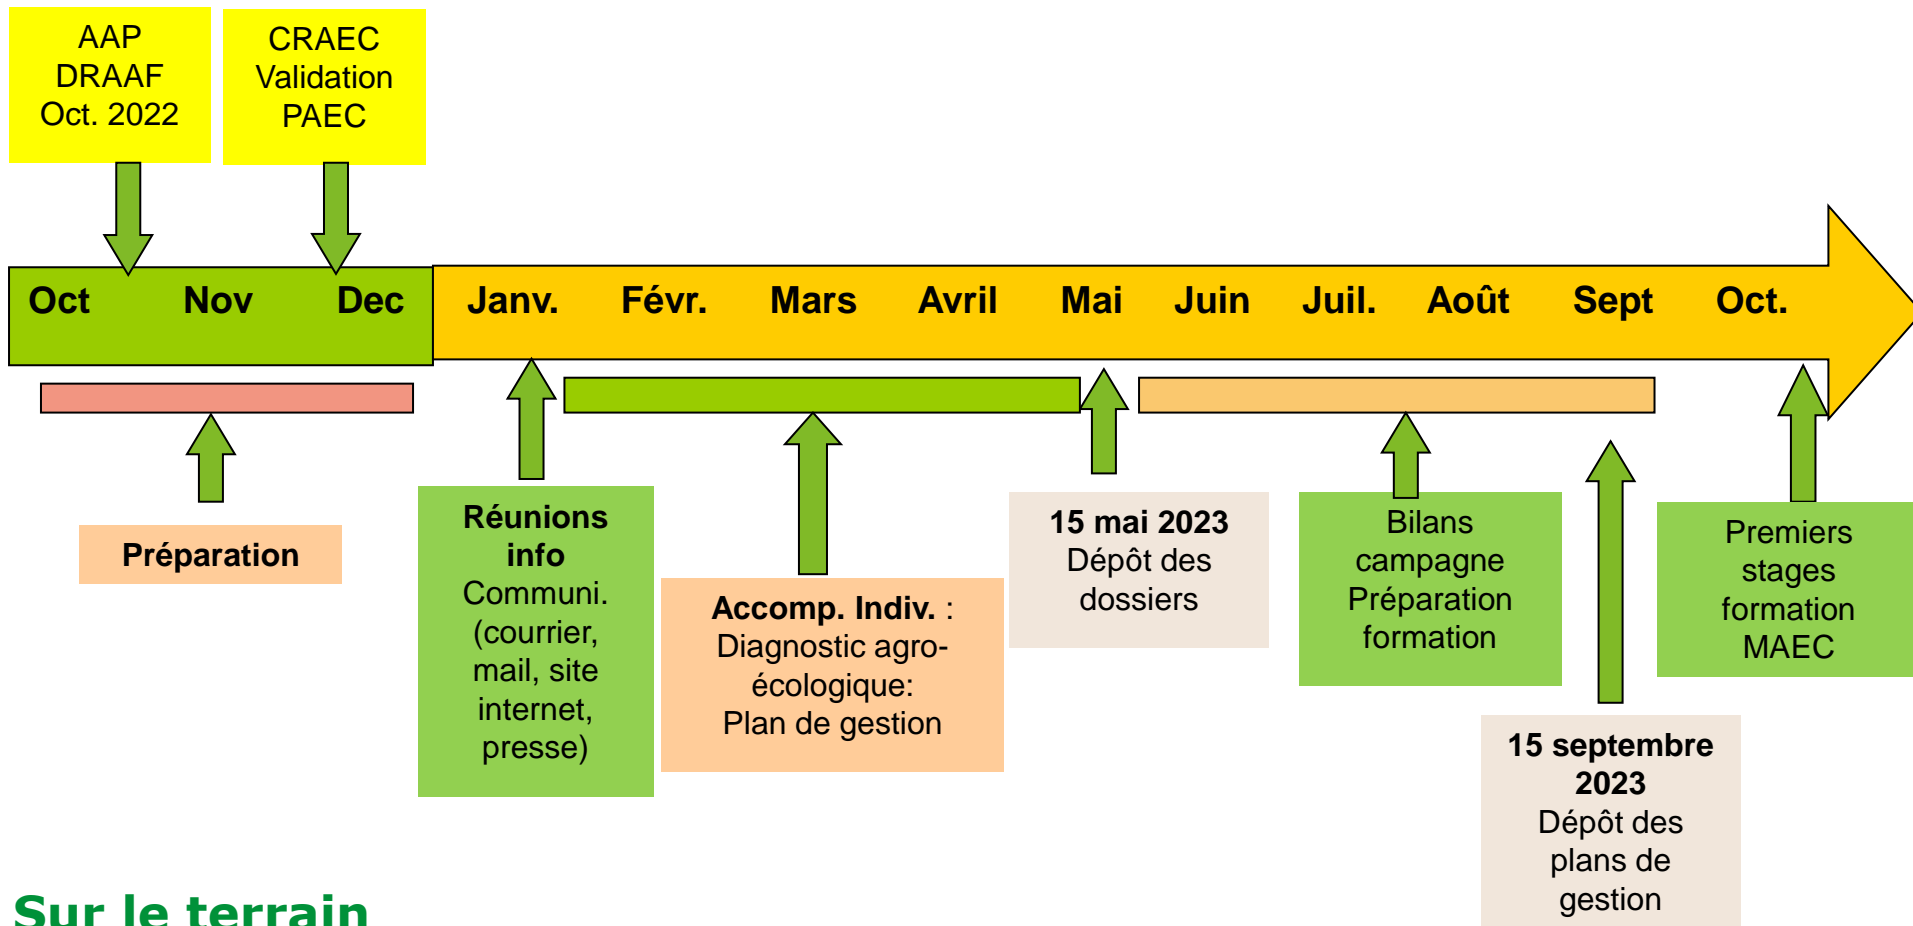 AAP
DRAAF
Oct. 2022
CRAEC
Validation
PAEC
Oct Nov Dec Janv. Févr. Mars Avril Mai Juin Juil. Août Sept Oct.
Préparation
Réunions
info
Communi.
(courrier,
mail, site
internet,
presse)
Accomp. Indiv. :
Diagnostic agro-
écologique:
Plan de gestion
15 mai 2023
Dépôt des
dossiers
Bilans
campagne
Préparation
formation
15 septembre
2023
Dépôt des
plans de
gestion
Premiers
stages
formation
MAEC
Sur le terrain